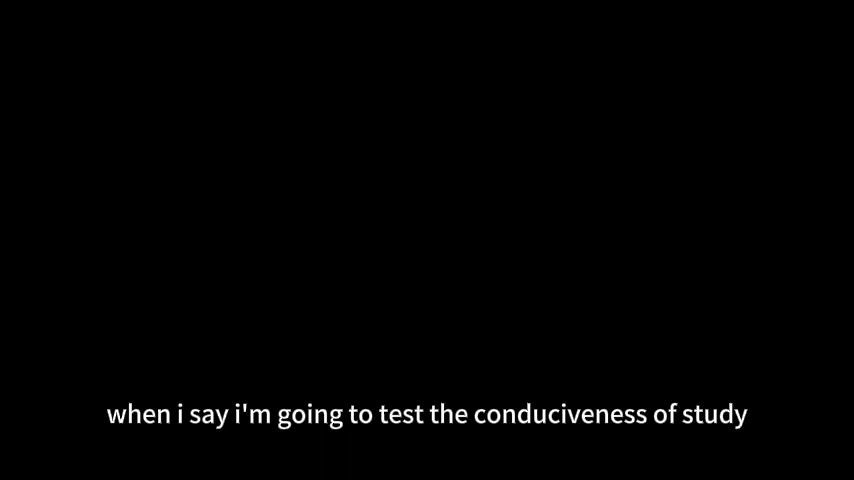 when i say i'm going to test the conduciveness of study